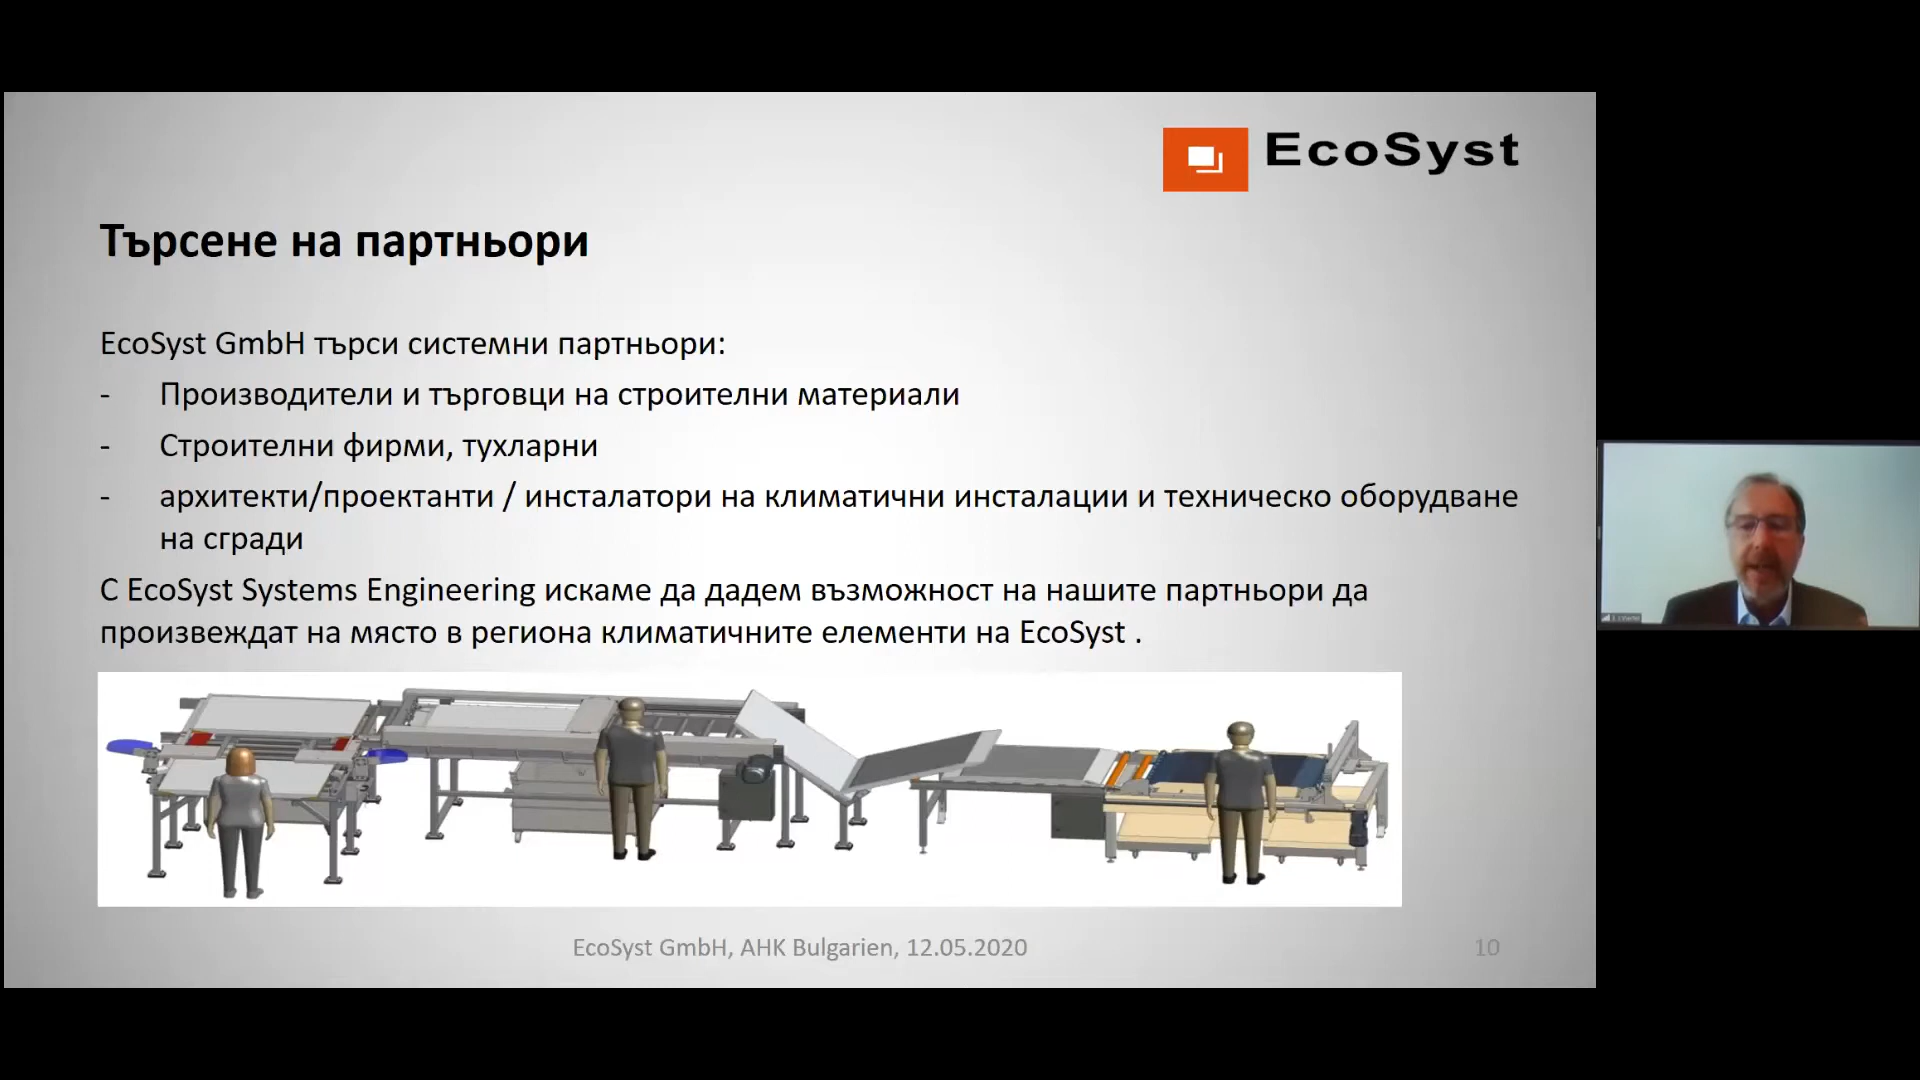 EcoSyst
Търсене на партньори
EcoSyst GmbH търси системни партньори:
- Производители и търговци на строителни материали
- Строителни фирми, тухларни
- архитекти/проектанти / инсталатори на климатични инсталации и техническо оборудване
на сгради
С EcoSyst Systems Engineering искаме да дадем възможност на нашите партньори да
произвеждат на място в региона климатичните елементи на EcoSyst .
EcoSyst GmbH, AHK Bulgarien, 12.05.2020
10